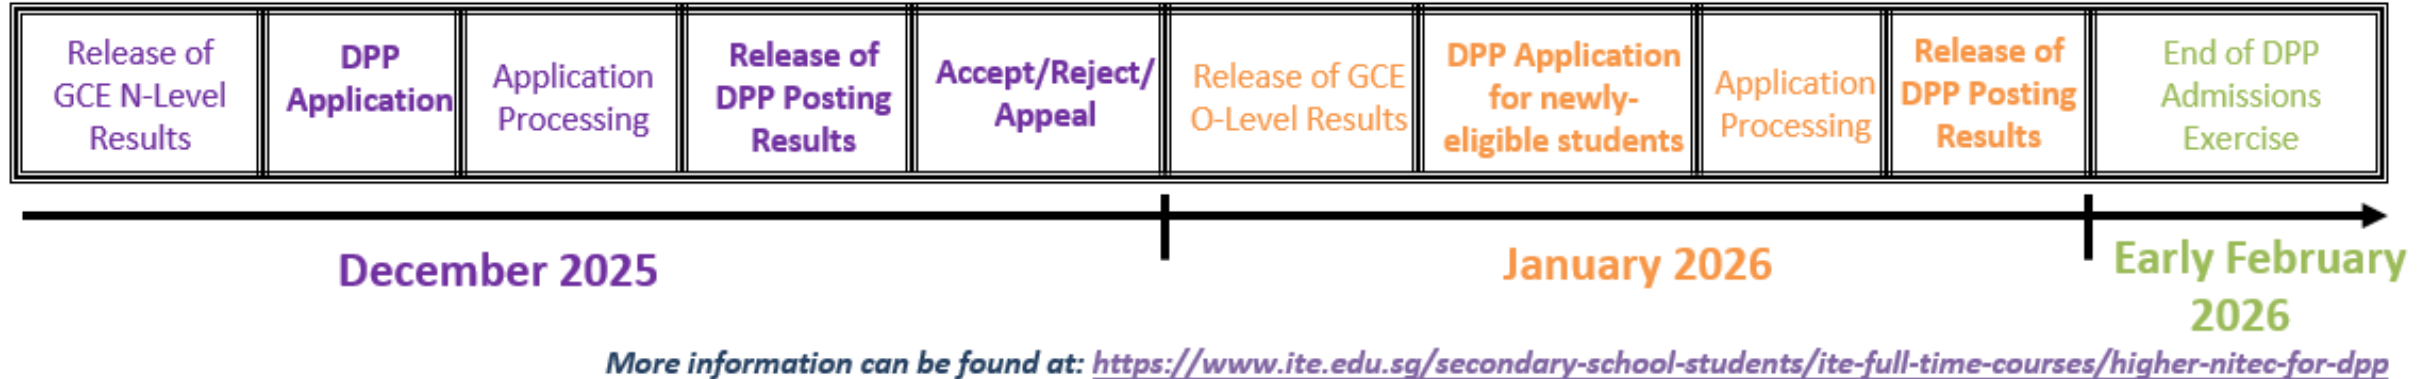 Release of
GCE N-Level
Results
DPP
Application
Application
Processing
Release of
DPP Posting
Results
Accept/Reject/
Appeal
Release of GCE
O-Level Results
DPP Application
for newly-
eligible students
Application
Processing
Release of
DPP Posting
Results
End of DPP
Admissions
Exercise
December 2025
January 2026
Early February
2026
More information can be found at: https://www.ite.edu.sg/secondary-school-students/ite-full-time-courses/higher-nitec-for-dpp